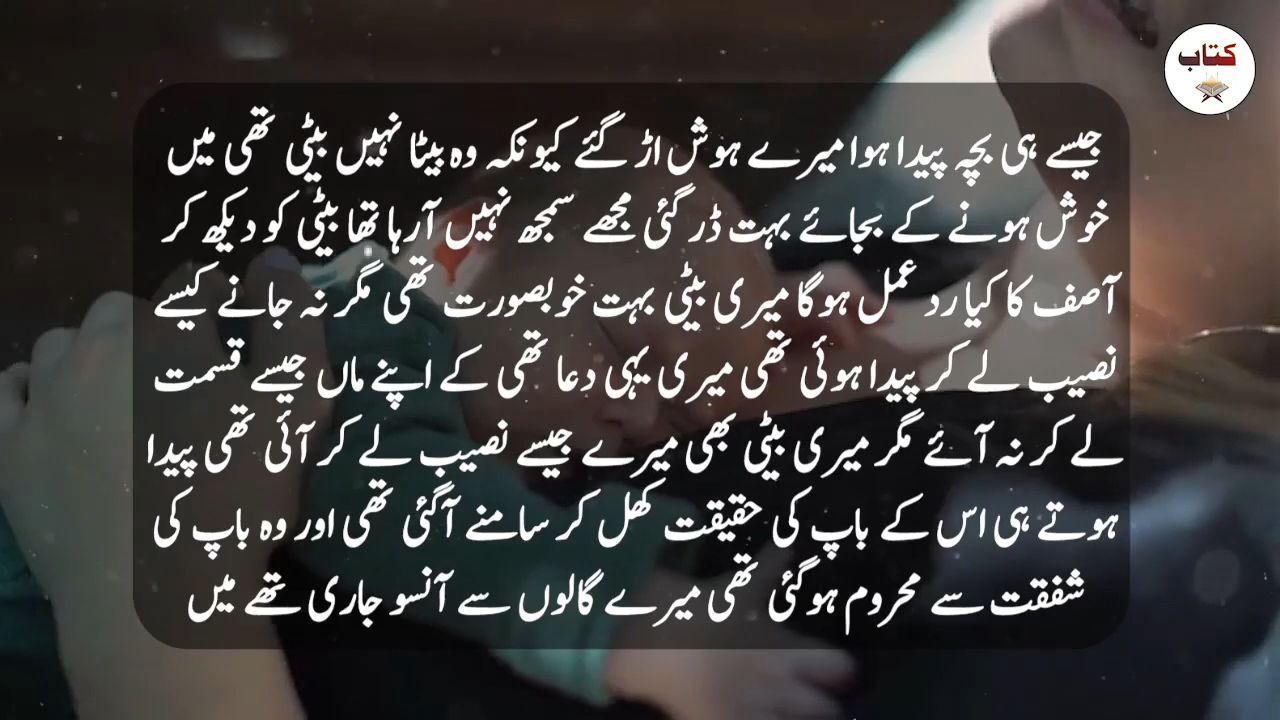 کتاب
جیسے ہی بچہ پیدا ہوا میرے ہوش اڑ گئے کیونکہ وہ بیٹا نہیں بیٹی تھی میں
خوش ہونے کے بجائے بہت ڈر گئی مجھے سمجھ نہیں آرہا تھا بیٹی کو دیکھ کر
آصف کا کیا رد عمل ہوگا میری بیٹی بہت خوبصورت تھی مگر نہ جانے کیسے
نصیب لے کر پیدا ہوئی تھی میری یہی دعا تھی کے اپنے ماں جیسے قسمت
لے کر نہ آئے مگر میری بیٹی بھی میرے جیسے نصیب لے کر آئی تھی پیدا
ہوتے ہی اس کے باپ کی حقیقت کھل کر سامنے آگئی تھی اور وہ باپ کی
شفقت سے محروم ہوگئی تھی میرے گالوں سے آنسو جاری تھے میں